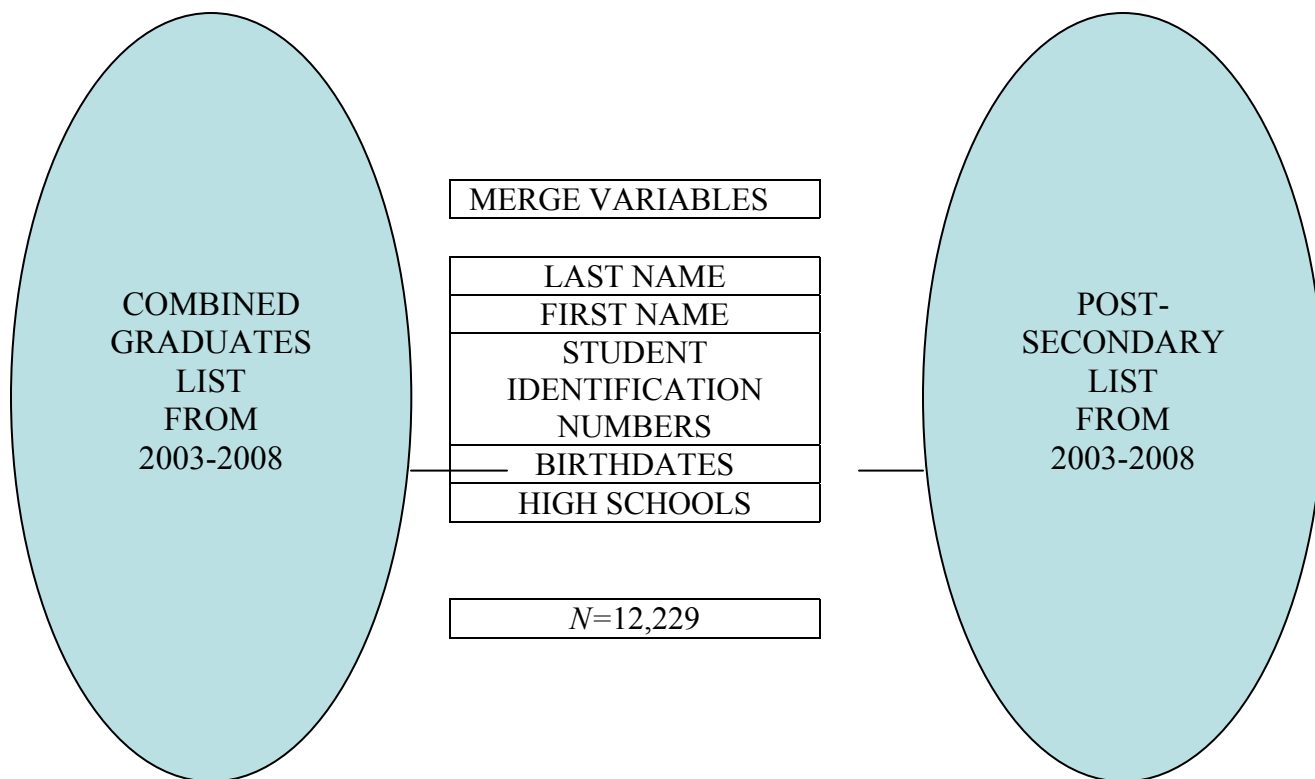 COMBINED
GRADUATES
LIST
FROM
2003-2008
MERGE VARIABLES
LAST NAME
FIRST NAME
STUDENT
IDENTIFICATION
NUMBERS
BIRTHDATES
HIGH SCHOOLS
N=12,229
POST-
SECONDARY
LIST
FROM
2003-2008